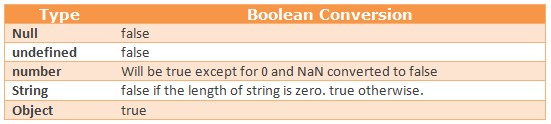 Type Boolean Conversion
Null false
undefined false
number Will be true except for 0 and NaN converted to false
String false if the length of string is zero. true otherwise.
Object true